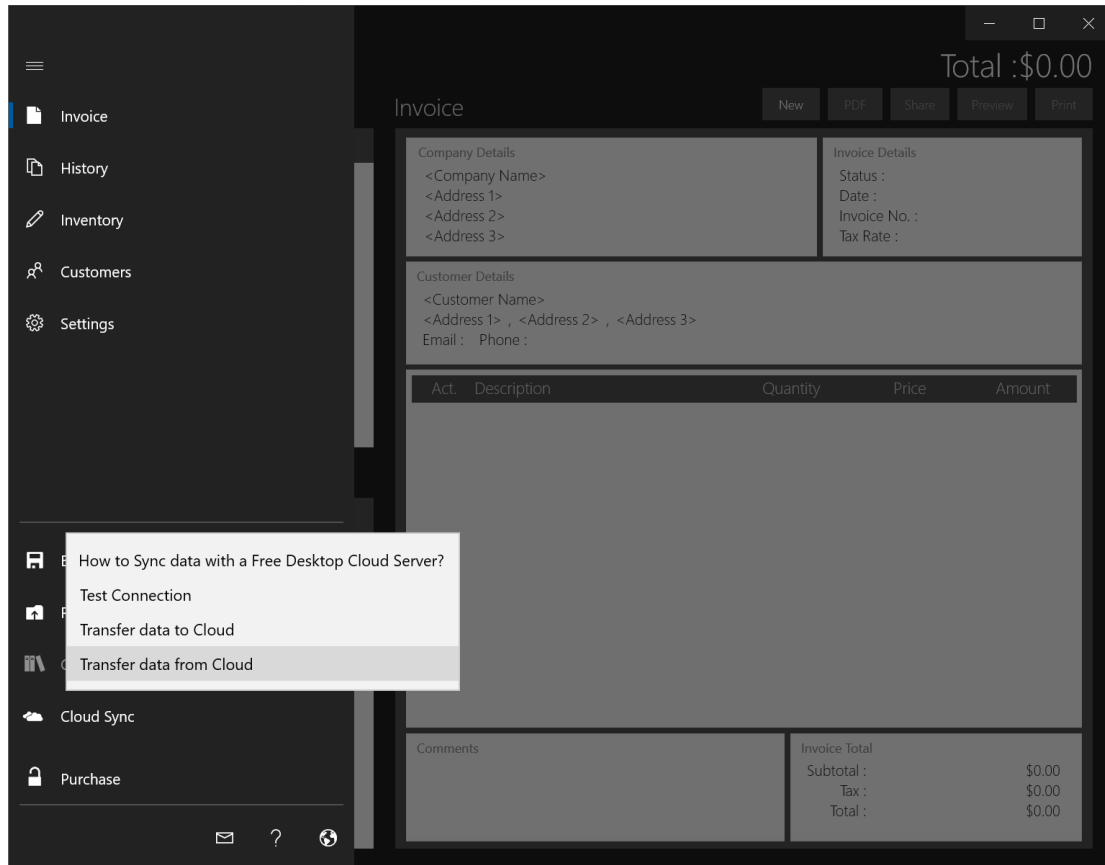 Total :$0.00
Invoice
History
Inventory
Customers
Settings
How to Sync data with a Free Desktop Cloud Server?
Test Connection
Transfer data to Cloud
Transfer data from Cloud
Cloud Sync
Purchase
?
Invoice
New PDF Share Preview Print
Company Details
<Company Name>
<Address 1>
<Address 2>
<Address 3>
Invoice Details
Status :
Date :
Invoice No. :
Tax Rate :
Customer Details
<Customer Name>
<Address 1> , <Address 2> , <Address 3>
Email : Phone :
Act. Description Quantity Price Amount
Comments
Invoice Total
Subtotal : $0.00
Tax : $0.00
Total : $0.00